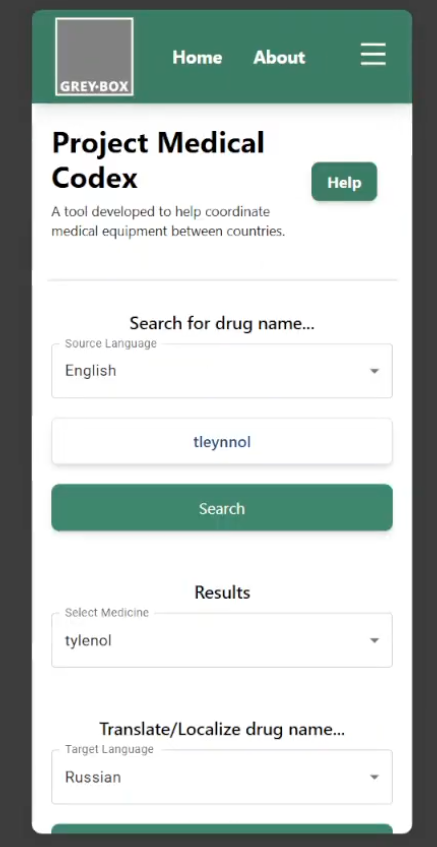 GREY•BOX
Home
About
Project Medical
Codex
A tool developed to help coordinate
medical equipment between countries.
Help
Search for drug name...
Source Language
English
tleynnol
Search
Results
Select Medicine
tylenol
Translate/Localize drug name...
Target Language
Russian